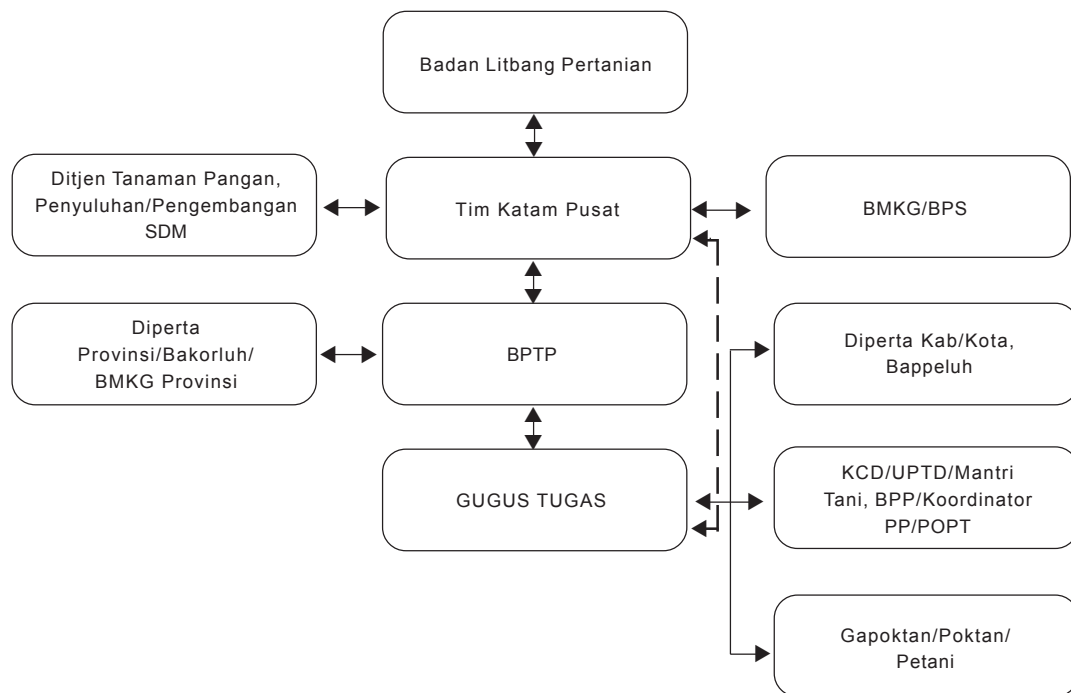 Badan Litbang Pertanian
Ditjen Tanaman Pangan,
Penyuluhan/Pengembangan
SDM
Tim Katam Pusat
BMKG/BPS
Diperta
Provinsi/Bakorluh/
BMKG Provinsi
BPTP
Diperta Kab/Kota,
Bappeluh
GUGUS TUGAS
KCD/UPTD/Mantri
Tani, BPP/Koordinator
PP/POPT
Gapoktan/Poktan/
Petani